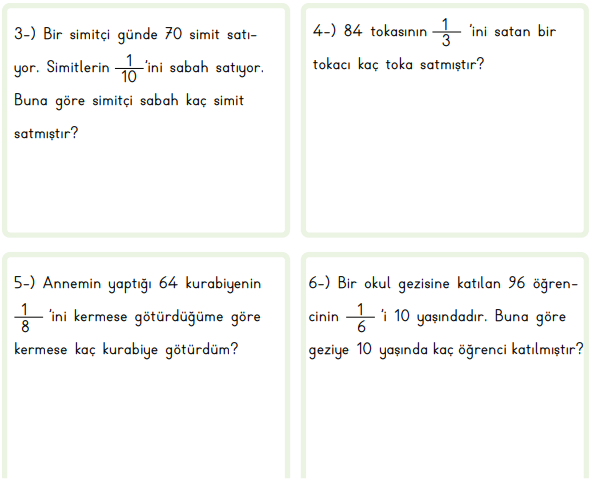 3-) Bir simitçi günde 70 simit satı-
yor. Simitlerin 1/10 'ini sabah satıyor.
Buna göre simitçi sabah kaç simit
satmıştır?
4-) 84 tokasının 1/3 'ini satan bir
tokacı kaç toka satmıştır?
5-) Annemin yaptığı 64 kurabiyenin
1/8 'ini kermese götürdüğüme göre
kermese kaç kurabiye götürdüm?
6-) Bir okul gezisine katılan 96 öğren-
cinin 1/6 'i 10 yaşındadır. Buna göre
geziye 10 yaşında kaç öğrenci katılmıştır?